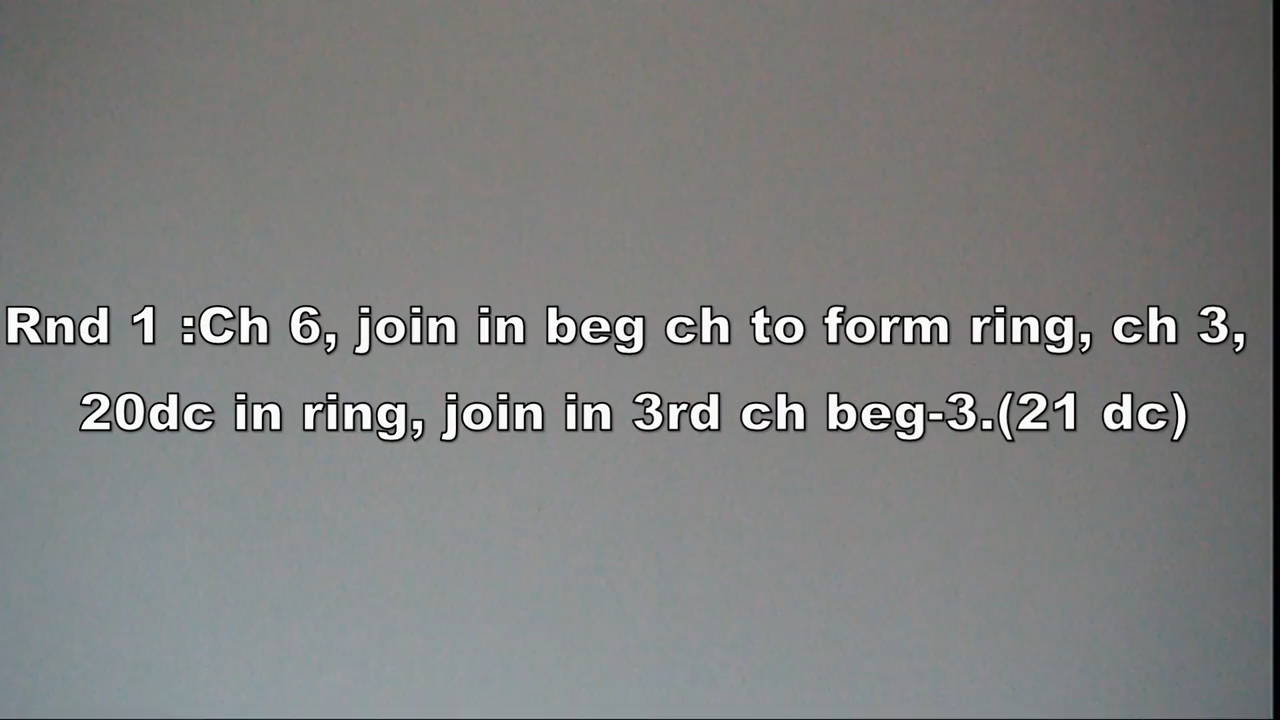 Rnd 1 :Ch 6, join in beg ch to form ring, ch 3,
20dc in ring, join in 3rd ch beg-3.(21 dc)